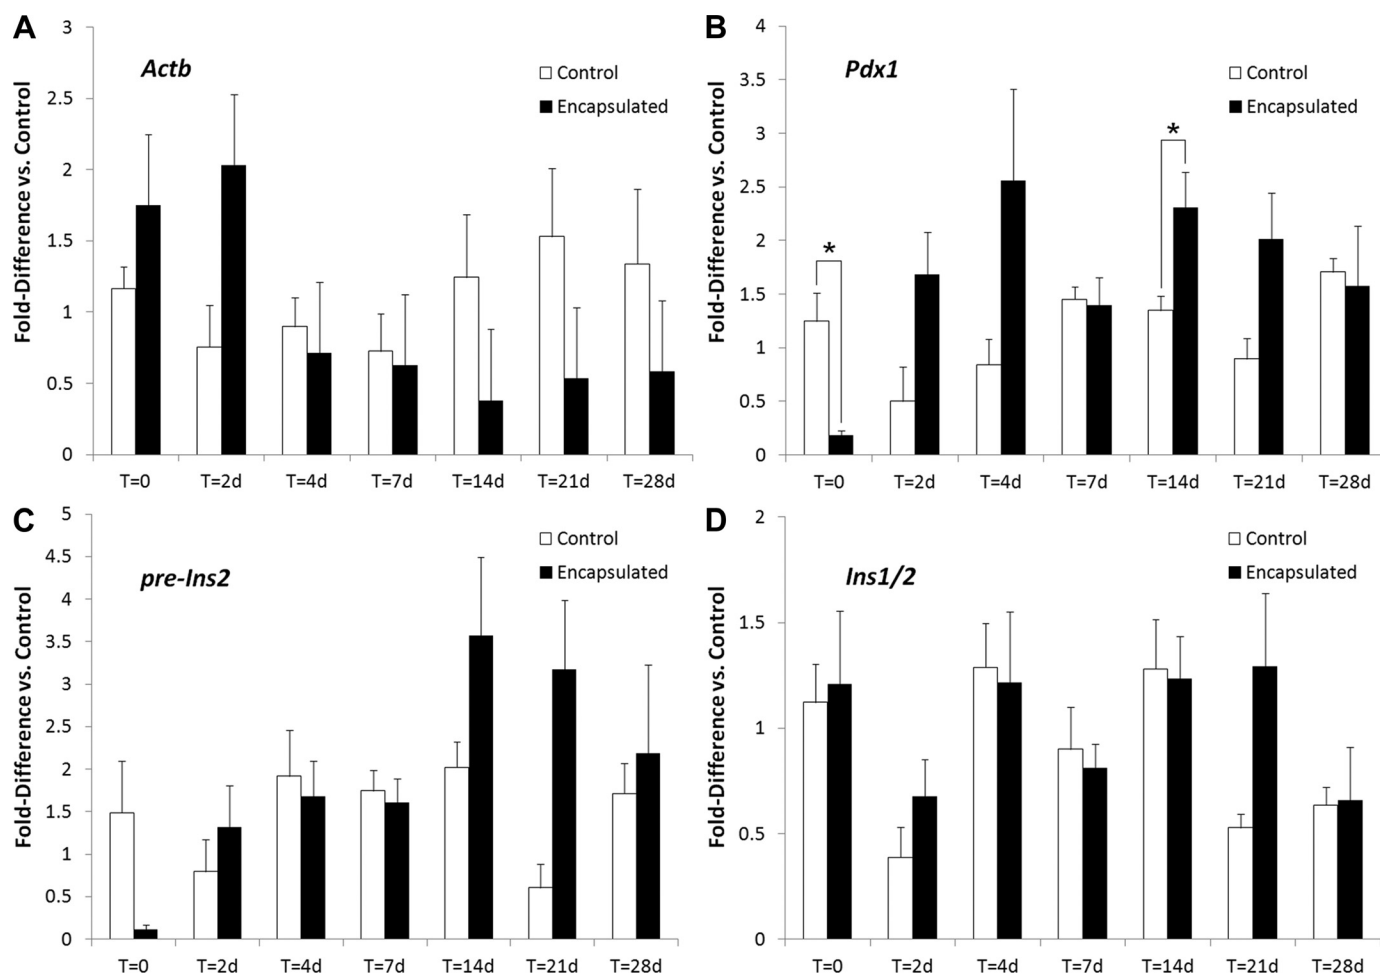 A
Actb
Fold-Difference vs. Control
3
2.5
2
1.5
1
0.5
0
Control
Encapsulated
T=0 T=2d T=4d T=7d T=14d T=21d T=28d
B
Pdx1
Fold-Difference vs. Control
4
3.5
3
2.5
2
1.5
1
0.5
0
Control
Encapsulated
*
*
T=0 T=2d T=4d T=7d T=14d T=21d T=28d
C
pre-Ins2
Fold-Difference vs. Control
5
4.5
4
3.5
3
2.5
2
1.5
1
0.5
0
Control
Encapsulated
T=0 T=2d T=4d T=7d T=14d T=21d T=28d
D
Ins1/2
Fold-Difference vs. Control
2
1.5
1
0.5
0
Control
Encapsulated
T=0 T=2d T=4d T=7d T=14d T=21d T=28d